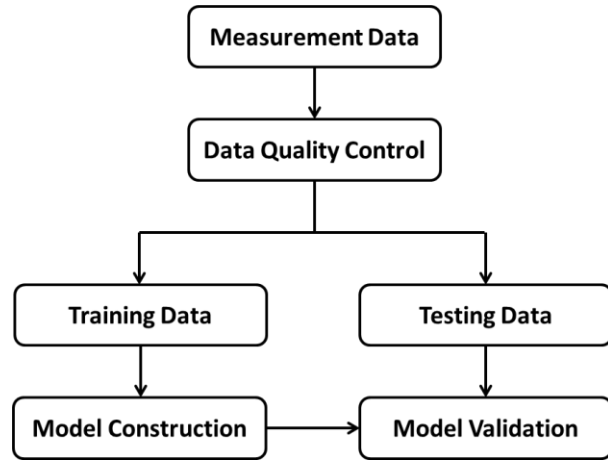 Measurement Data
Data Quality Control
Training Data
Testing Data
Model Construction
Model Validation